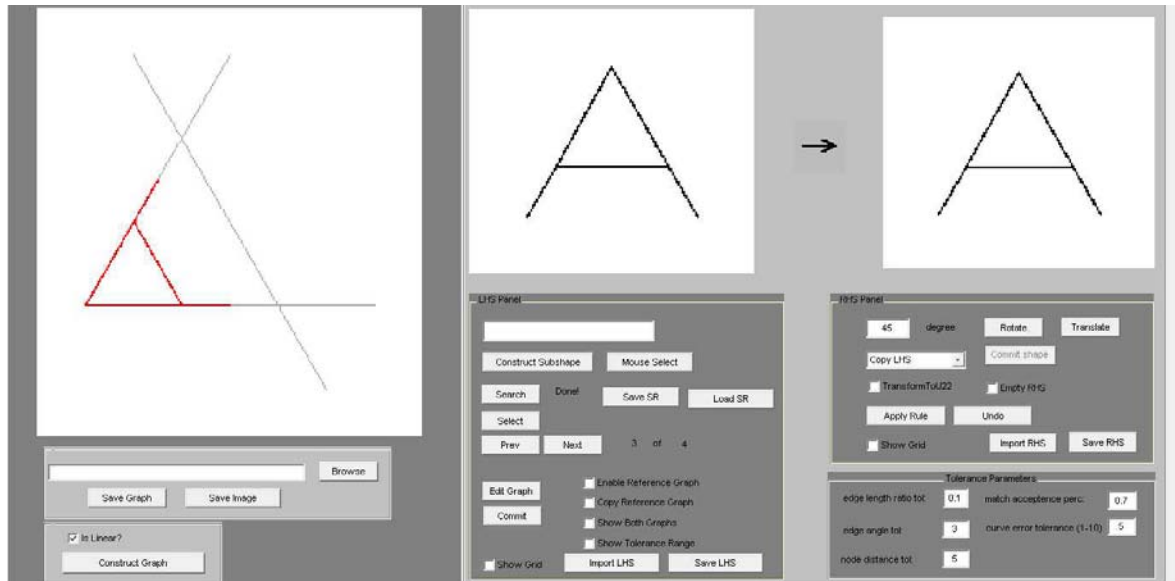 LHS Panel
Construct Subshape
Mouse Select
Search
Done!
Save SR
Load SR
Select
Prev
Next
3 of 4
Edit Graph
Commit
Enable Reference Graph
Copy Reference Graph
Show Both Graphs
Show Tolerance Range
Show Grid
Import LHS
Save LHS
RHS Panel
45 degree
Rotate
Translate
Copy LHS
Commit shape
TransformToU22
Empty RHS
Apply Rule
Undo
Show Grid
Import RHS
Save RHS
Tolerance Parameters
edge length ratio tol: 0.1
match acceptence perc: 0.7
edge angle tol: 3
curve error tolerance (1-10) .5
node distance tol: 5
Browse
Save Graph
Save Image
Is Linear?
Construct Graph